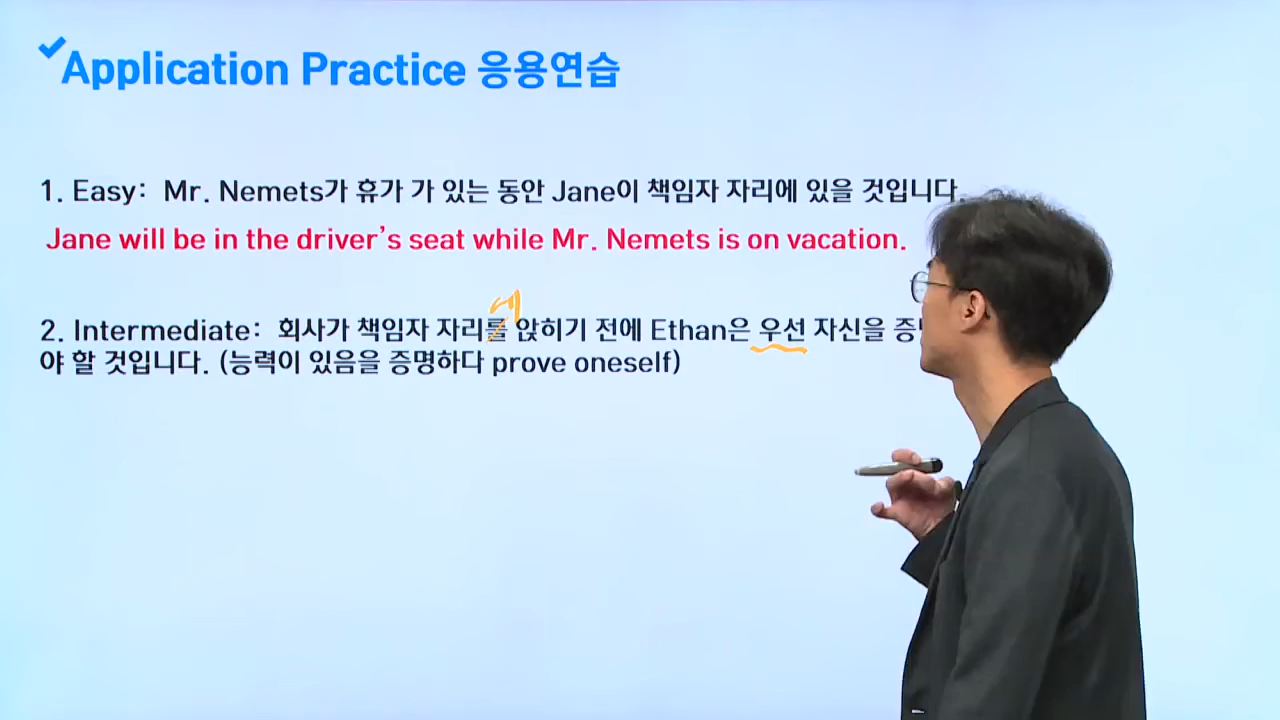 Application Practice 응용연습
1. Easy: Mr. Nemets가 휴가 가 있는 동안 Jane이 책임자 자리에 있을 것입니다.
Jane will be in the driver's seat while Mr. Nemets is on vacation.
에
2. Intermediate: 회사가 책임자 자리를 앉히기 전에 Ethan은 우선 자신을
야 할 것입니다. (능력이 있음을 증명하다 prove oneself)